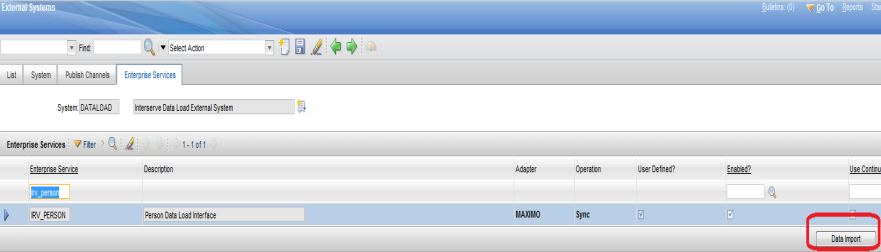 External Systems
Bulletins: (0) Go To Reports
Find: Select Action
List System Publish Channels Enterprise Services
System: DATALOAD Interserve Data Load External System
Enterprise Services Filter 1 - 1 of 1
Enterprise Service Description Adapter Operation User Defined? Enabled? Use Continu
irv_person
IRV_PERSON Person Data Load Interface MAXIMO Sync
Data Import